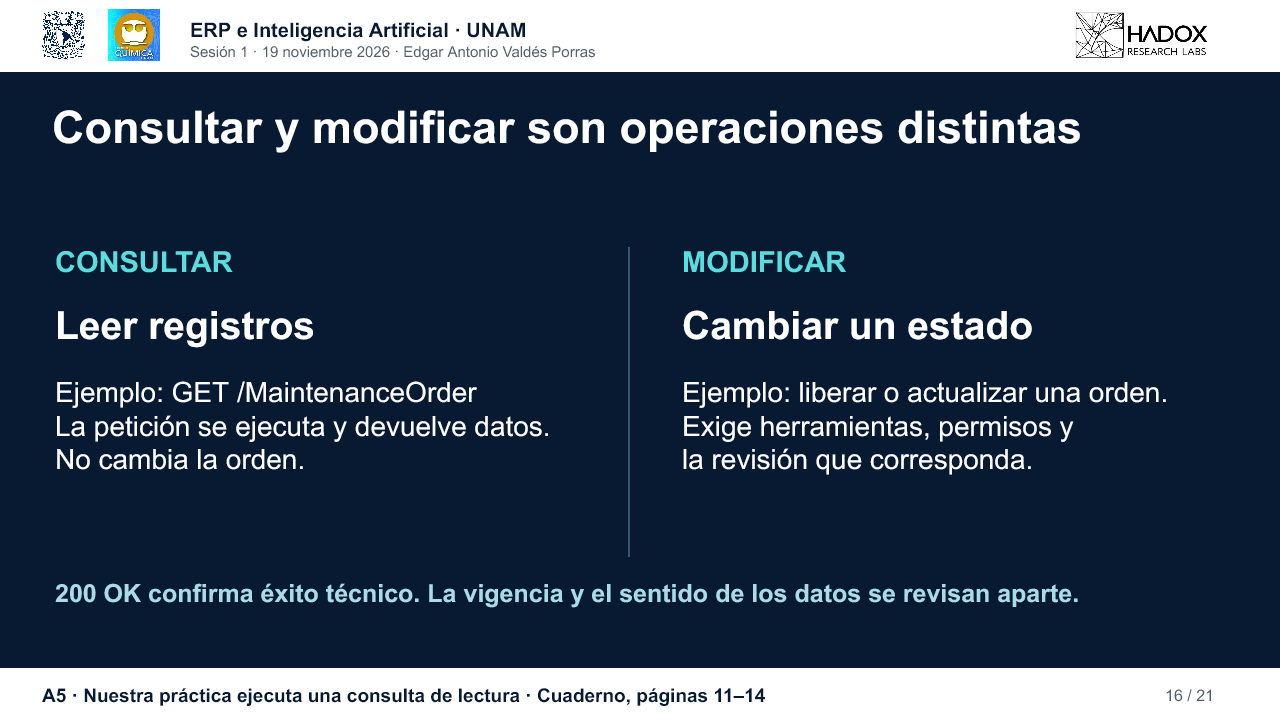 ERP e Inteligencia Artificial · UNAM
Sesión 1 · 19 noviembre 2026 · Edgar Antonio Valdés Porras
QUÍMICA
HADOX
RESEARCH LABS
Consultar y modificar son operaciones distintas
CONSULTAR
Leer registros
Ejemplo: GET /MaintenanceOrder
La petición se ejecuta y devuelve datos.
No cambia la orden.
MODIFICAR
Cambiar un estado
Ejemplo: liberar o actualizar una orden.
Exige herramientas, permisos y
la revisión que corresponda.
200 OK confirma éxito técnico. La vigencia y el sentido de los datos se revisan aparte.
A5 · Nuestra práctica ejecuta una consulta de lectura · Cuaderno, páginas 11–14
16 / 21